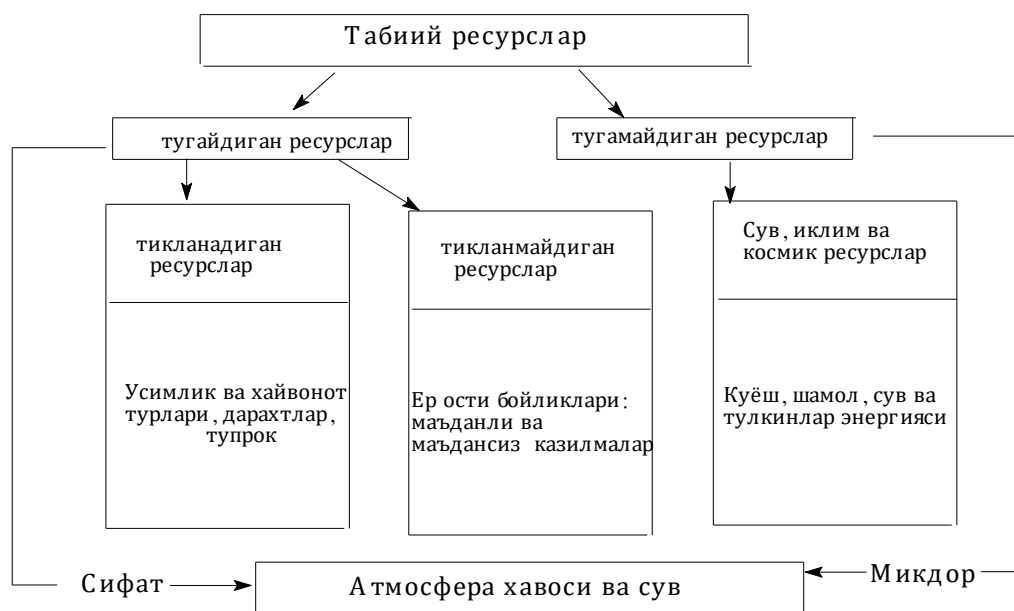 Табиий ресурслар
тугайдиган ресурслар
тугамайдиган ресурслар
тикланадиган
ресурслар
тикланмайдиган
ресурслар
Сув, иклим ва
космик ресурслар
Усимлик ва хайвонот
турлари, дарахтлар,
тупрок
Ер ости бойликлари:
маъданли ва
маъдансиз казилмалар
Куёш, шамол, сув ва
тулкинлар энергияси
Сифат
Атмосфера хавоси ва сув
Микдор